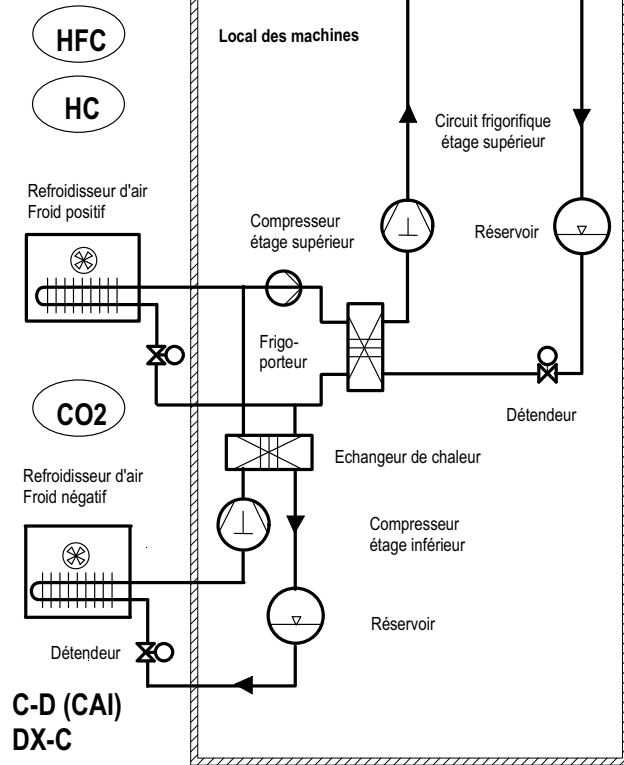 HFC
Local des machines
HC
Circuit frigorifique
étage supérieur
Refroidisseur d'air
Froid positif
Compresseur
étage supérieur
Réservoir
Frigo-
porteur
CO2
Détendeur
Echangeur de chaleur
Refroidisseur d'air
Froid négatif
Compresseur
étage inférieur
Réservoir
Détendeur
C-D (CAI)
DX-C